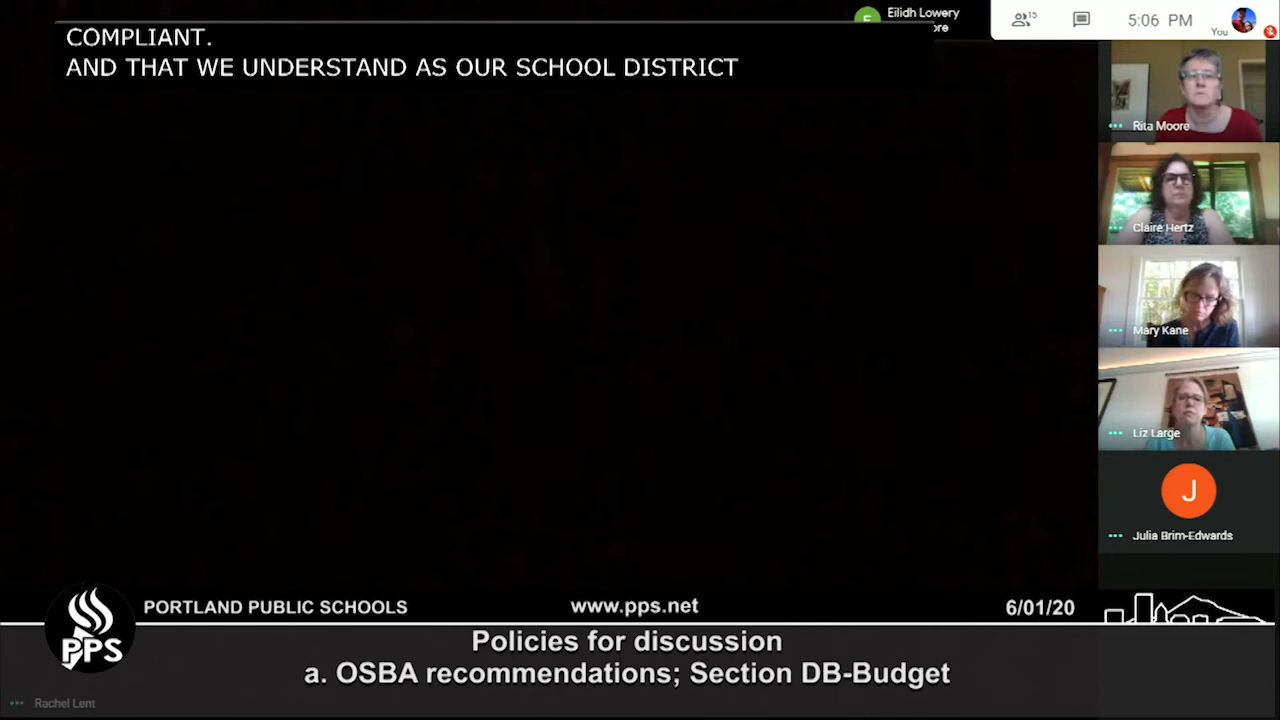 COMPLIANT.
AND THAT WE UNDERSTAND AS OUR SCHOOL DISTRICT
E
Eilidh Lowery
ore
15
5:06 PM
You
Rita Moore
Claire Hertz
Mary Kane
Liz Large
J
Julia Brim-Edwards
PPS
PORTLAND PUBLIC SCHOOLS
www.pps.net
6/01/20
Policies for discussion
a. OSBA recommendations; Section DB-Budget
Rachel Lent